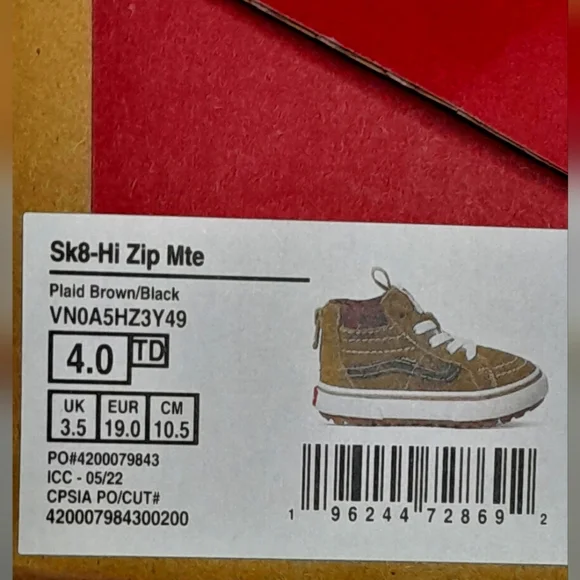 Sk8-Hi Zip Mte
Plaid Brown/Black
VN0A5HZ3Y49
4.0 TD
UK EUR CM
3.5 19.0 10.5
PO#4200079843
ICC - 05/22
CPSIA PO/CUT#
420007984300200
1 96244 72869 2